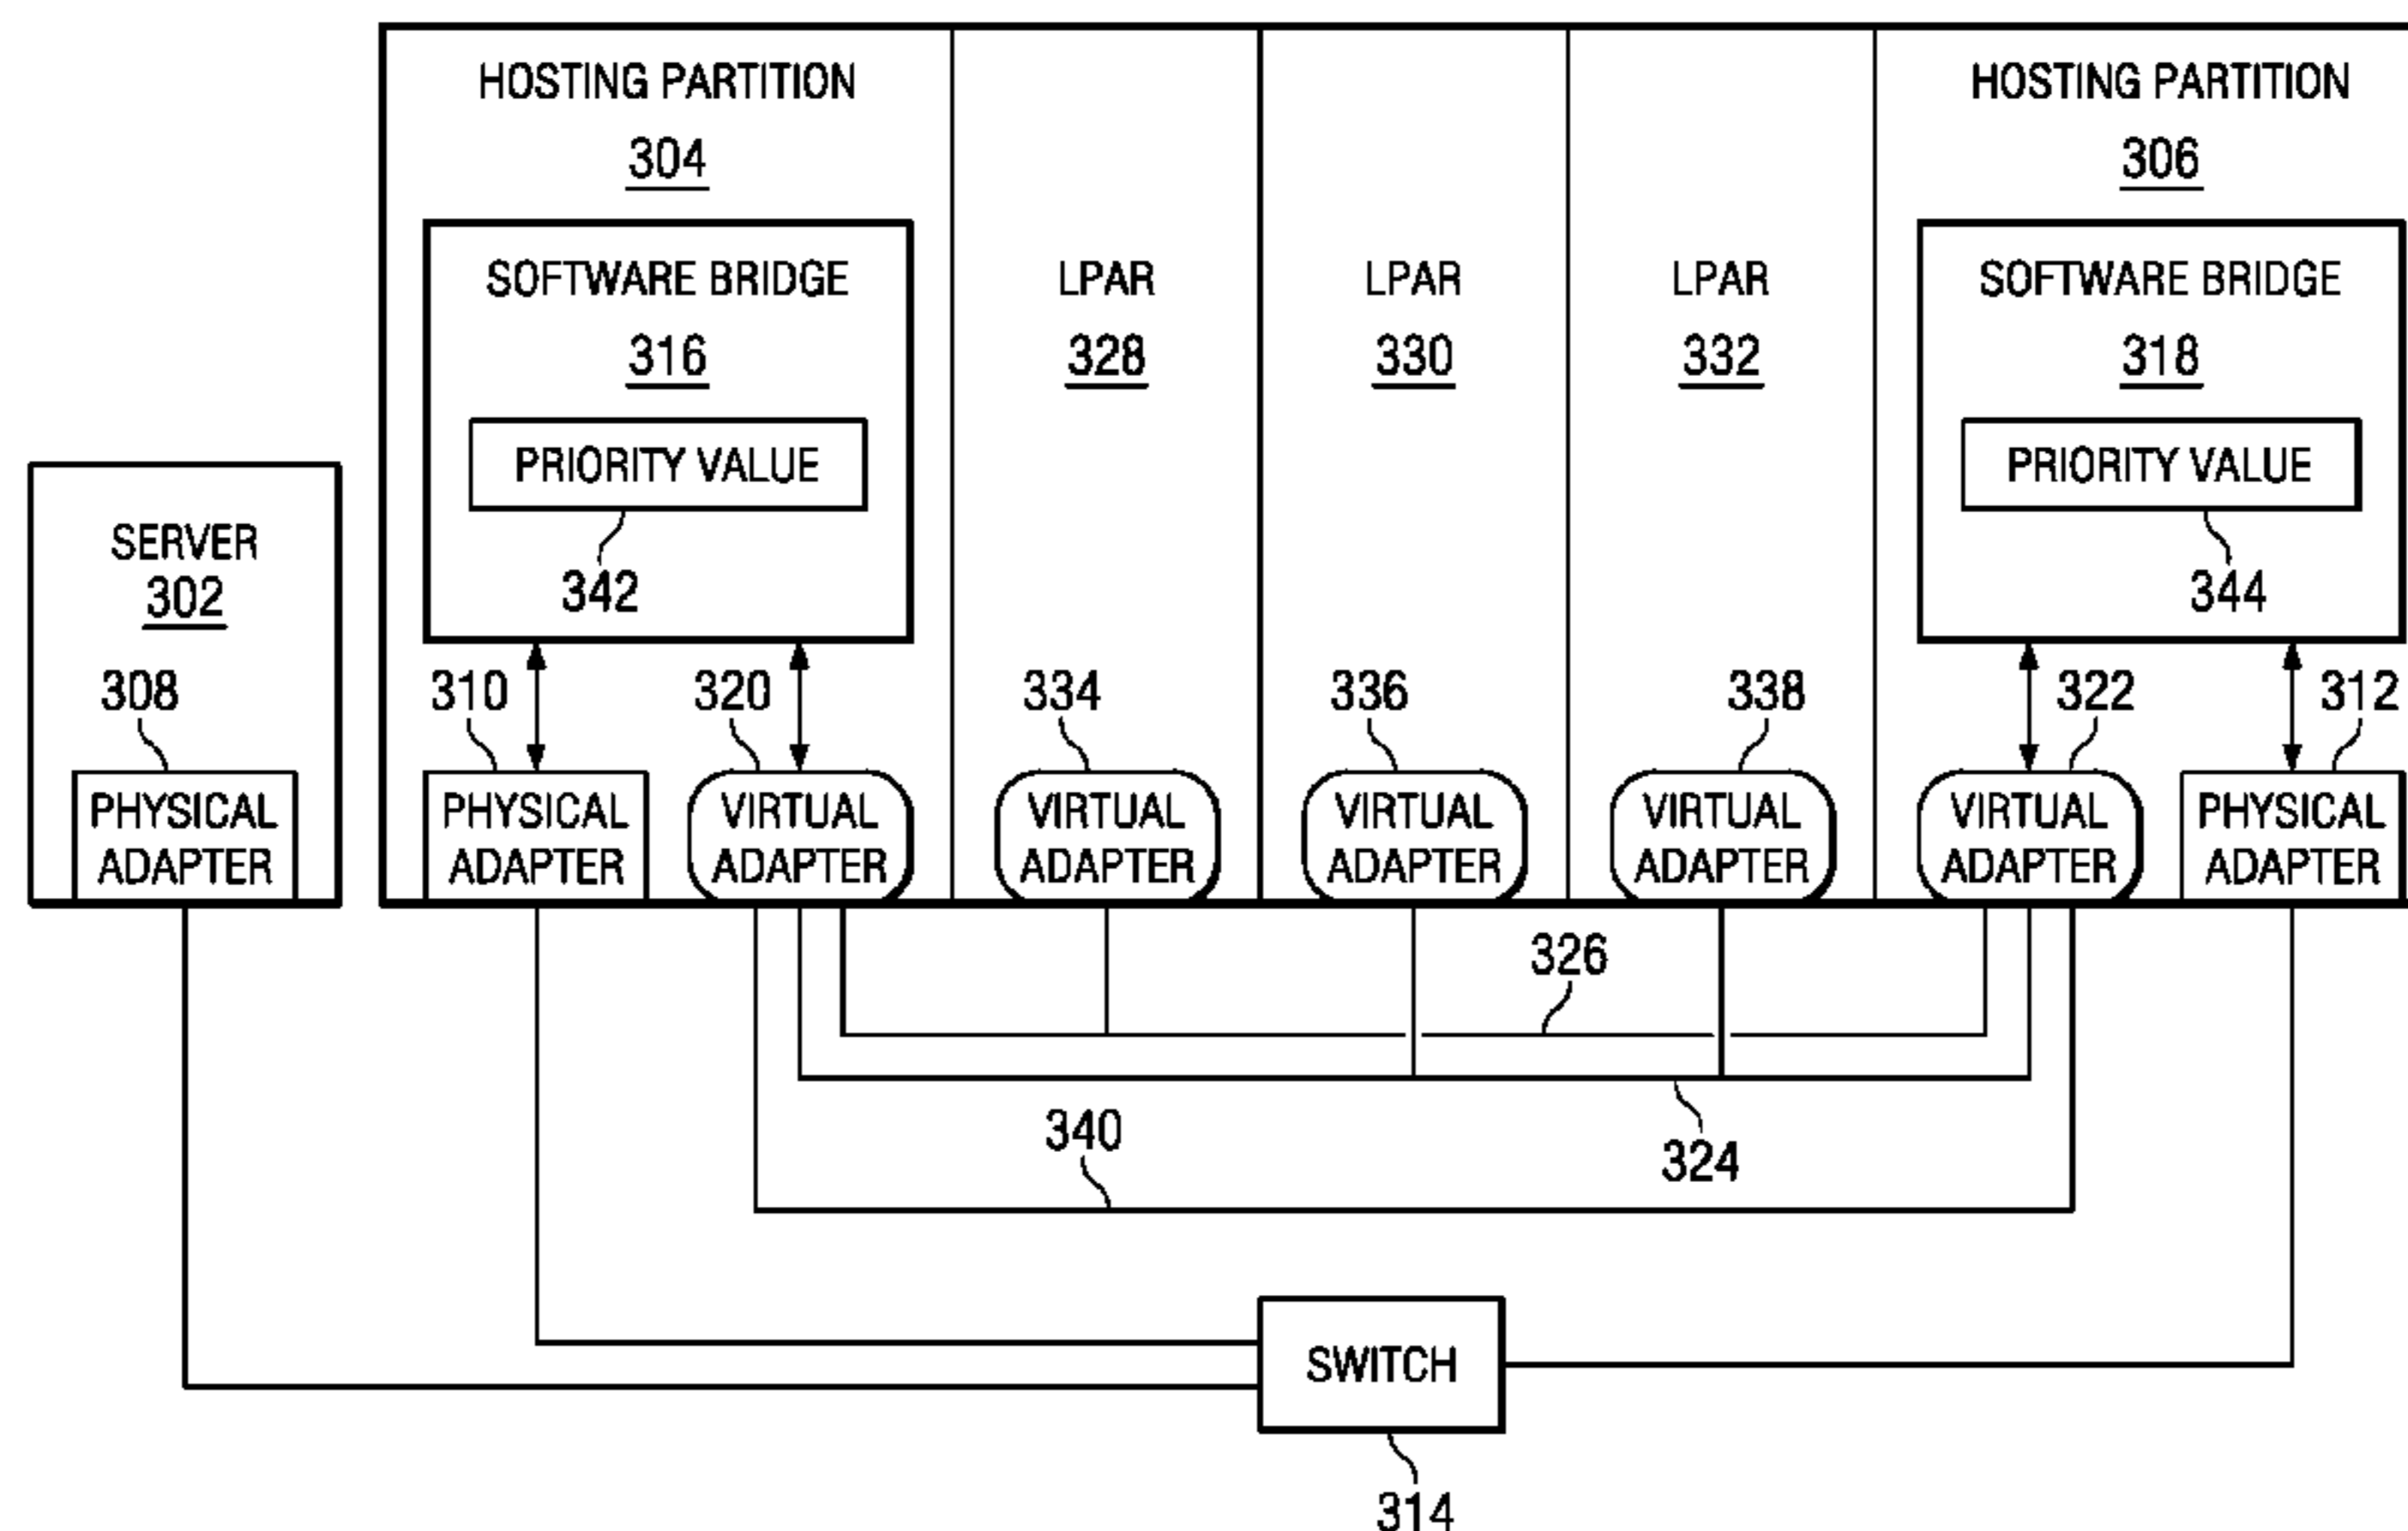 HOSTING PARTITION
304
SOFTWARE BRIDGE
316
PRIORITY VALUE
342
LPAR
328
LPAR
330
LPAR
332
HOSTING PARTITION
306
SOFTWARE BRIDGE
318
PRIORITY VALUE
344
SERVER
302
308
310
320
334
336
338
322
312
PHYSICAL
ADAPTER
PHYSICAL
ADAPTER
VIRTUAL
ADAPTER
VIRTUAL
ADAPTER
VIRTUAL
ADAPTER
VIRTUAL
ADAPTER
VIRTUAL
ADAPTER
PHYSICAL
ADAPTER
326
340
324
SWITCH
314